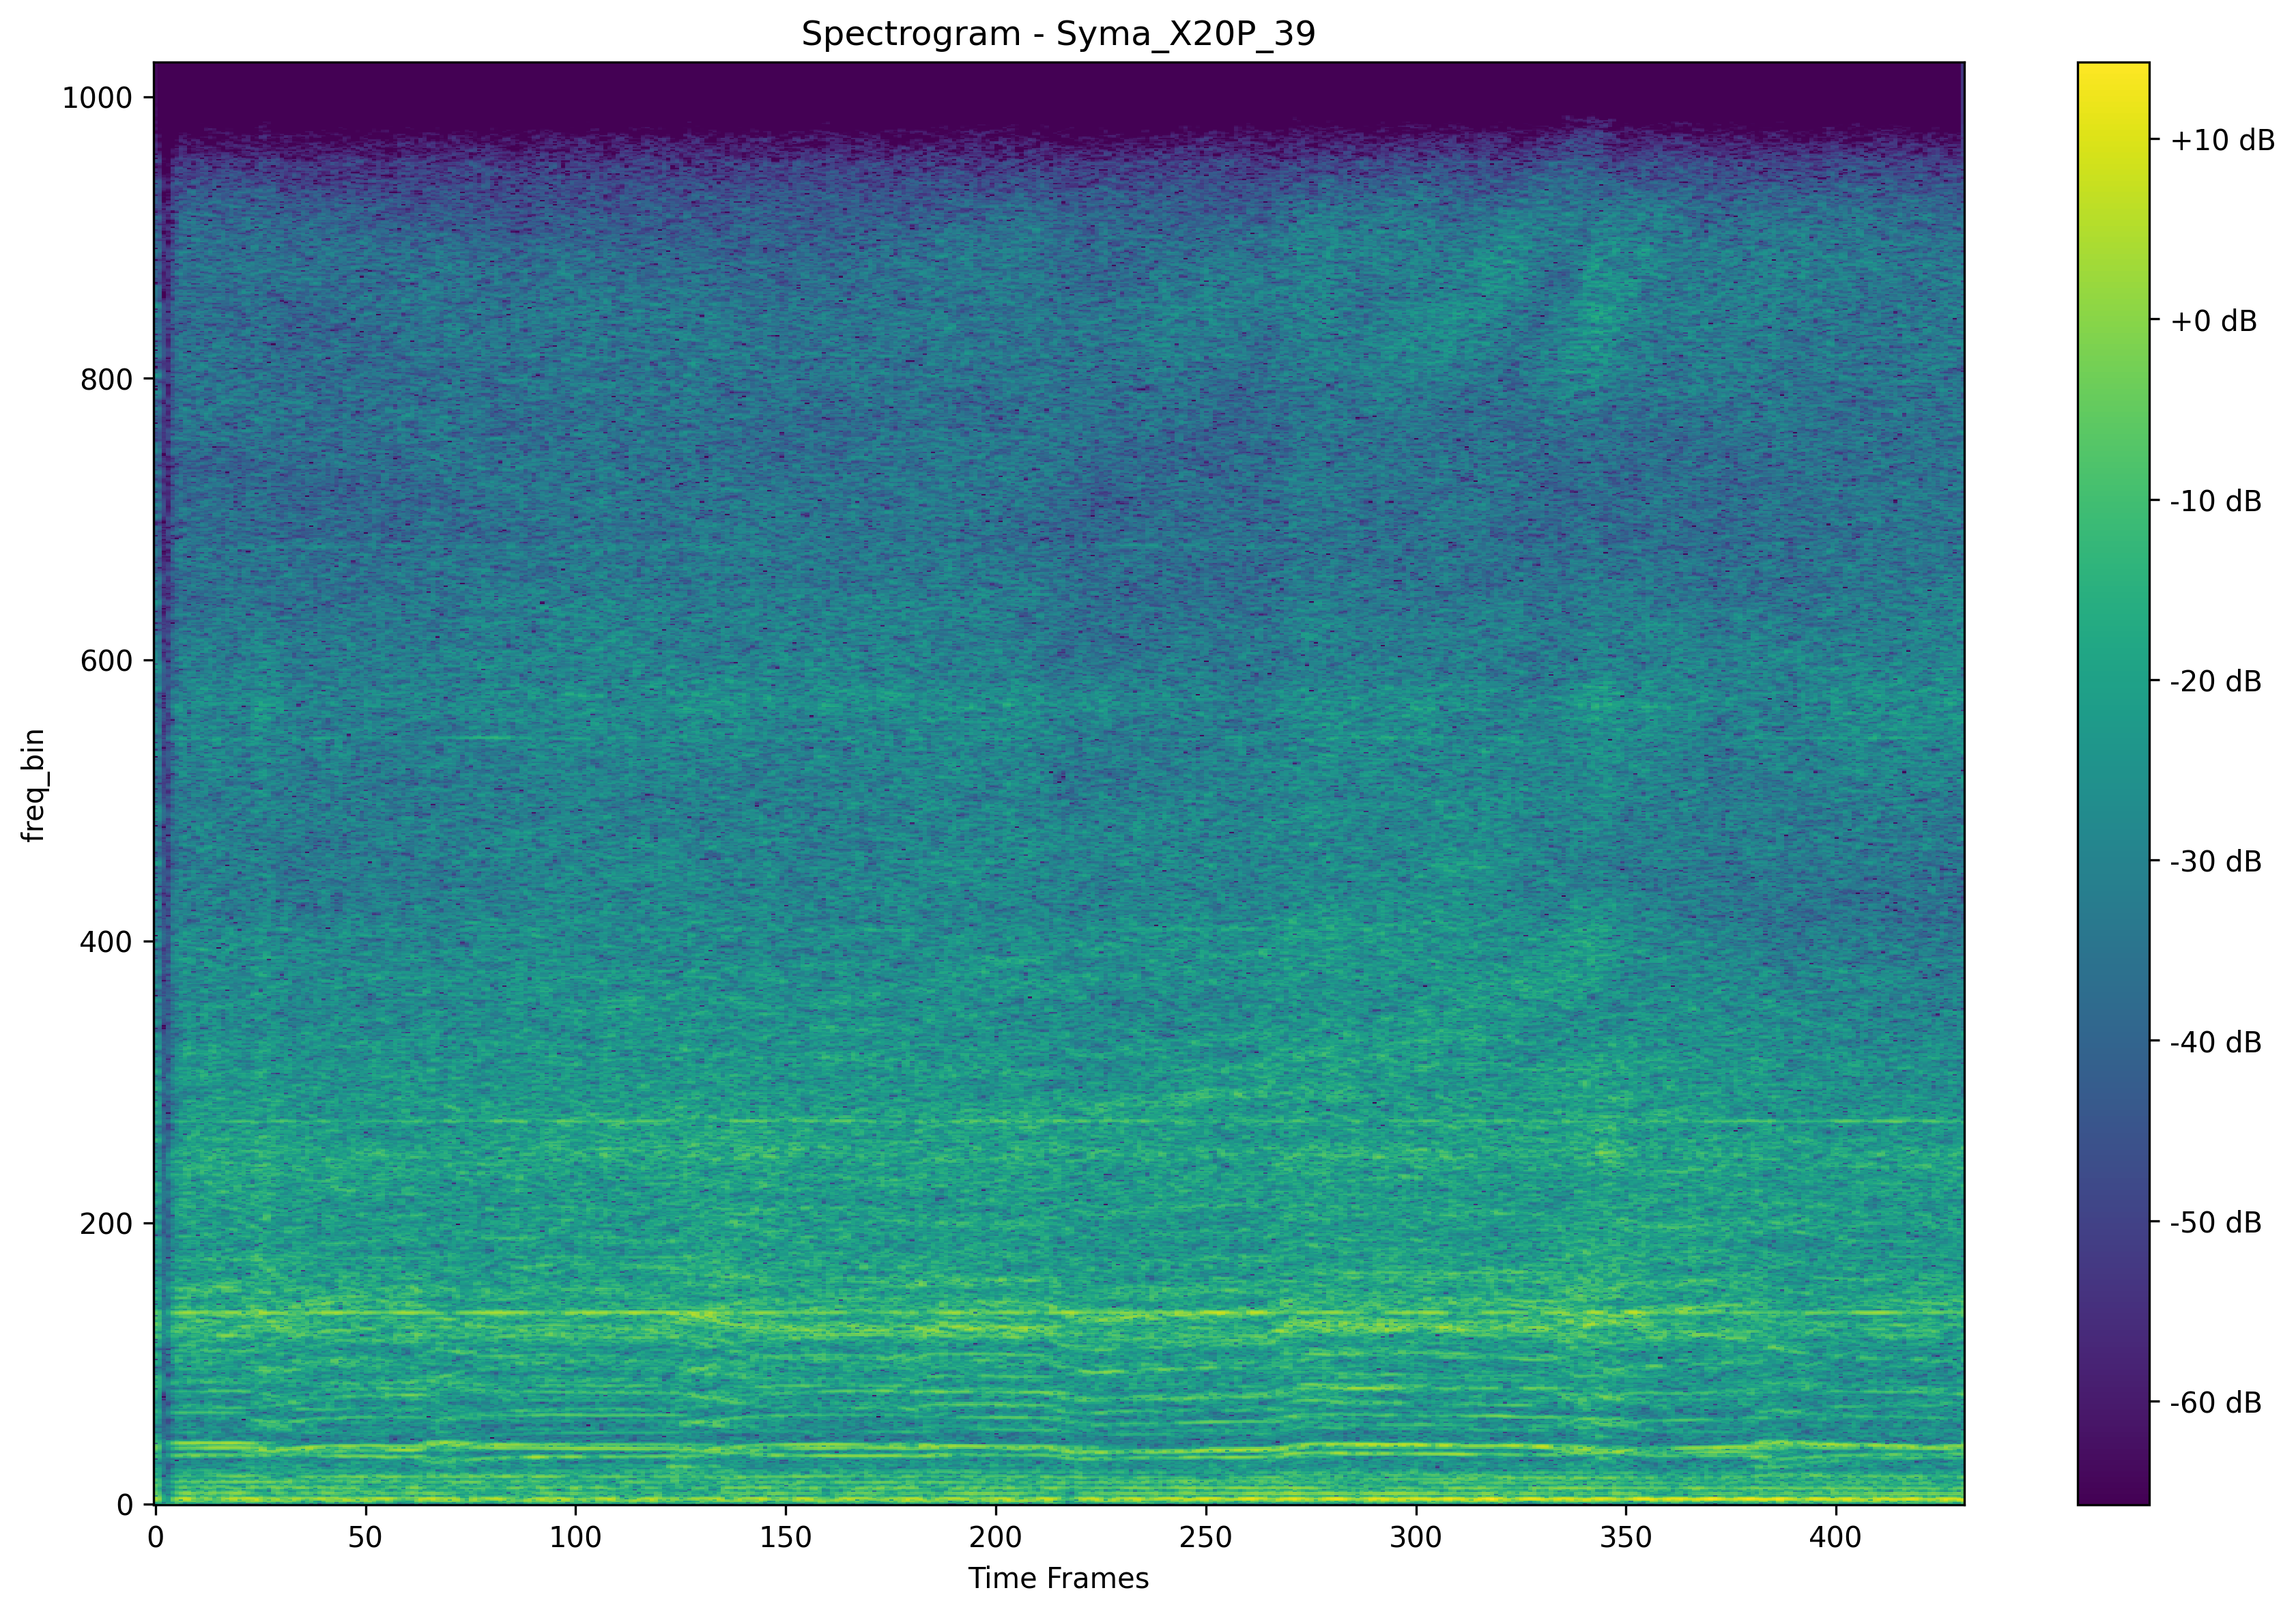 Spectrogram - Syma_X20P_39
1000
800
600
400
200
0
freq_bin
0 50 100 150 200 250 300 350 400
Time Frames
+10 dB
+0 dB
-10 dB
-20 dB
-30 dB
-40 dB
-50 dB
-60 dB